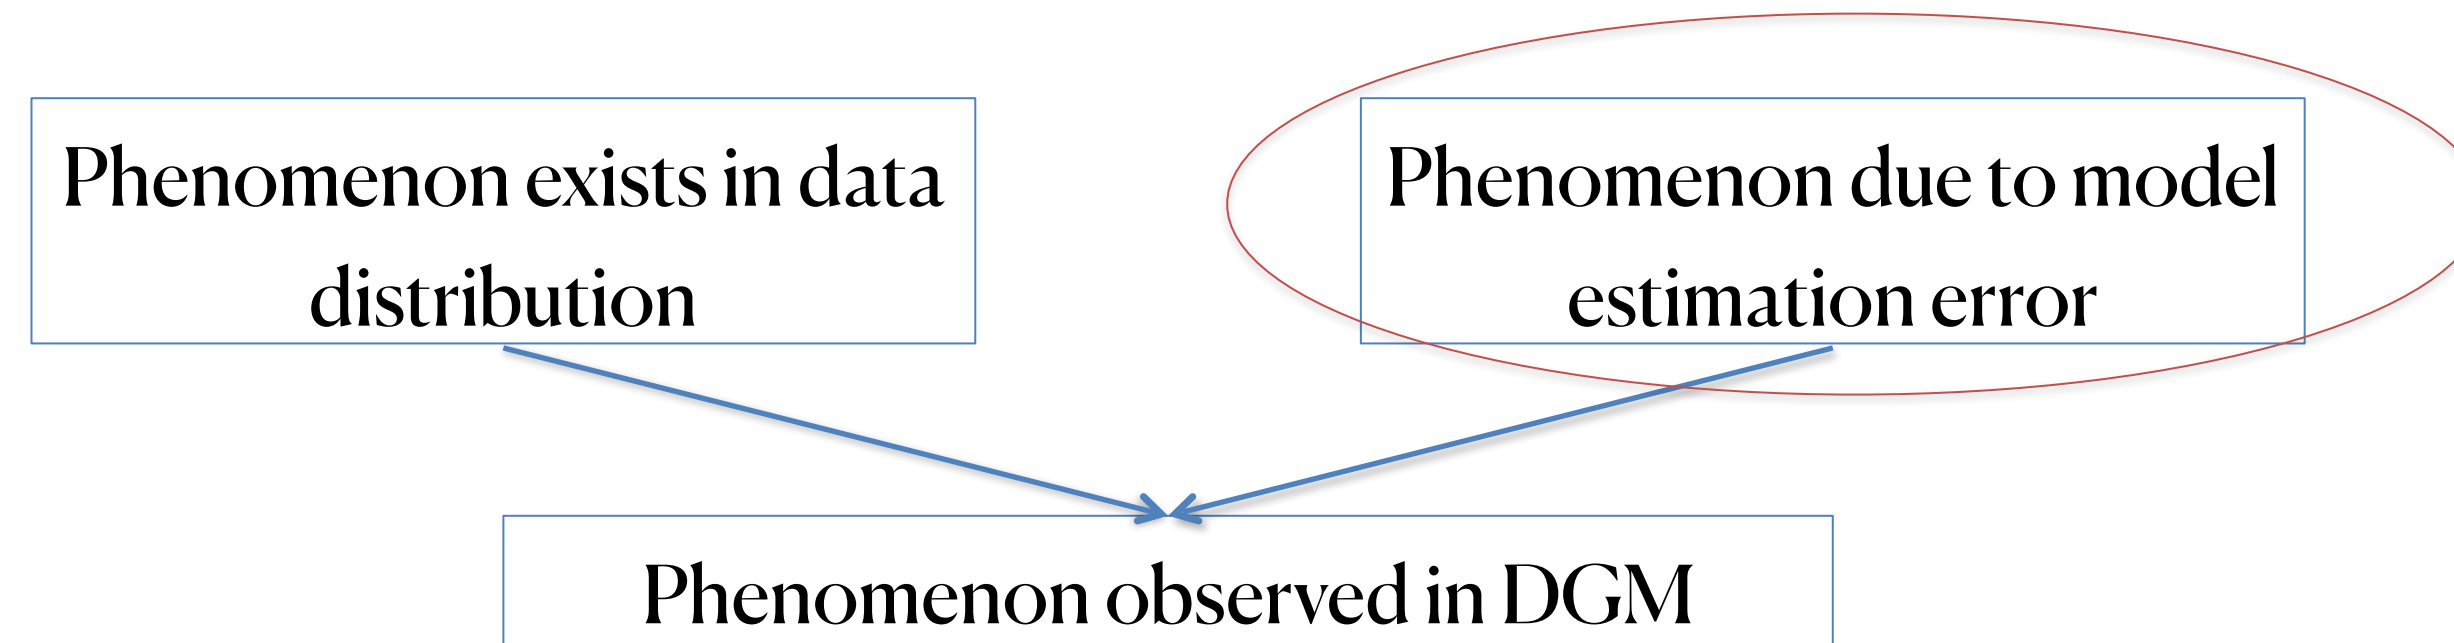 Phenomenon exists in data
distribution
Phenomenon due to model
estimation error
Phenomenon observed in DGM